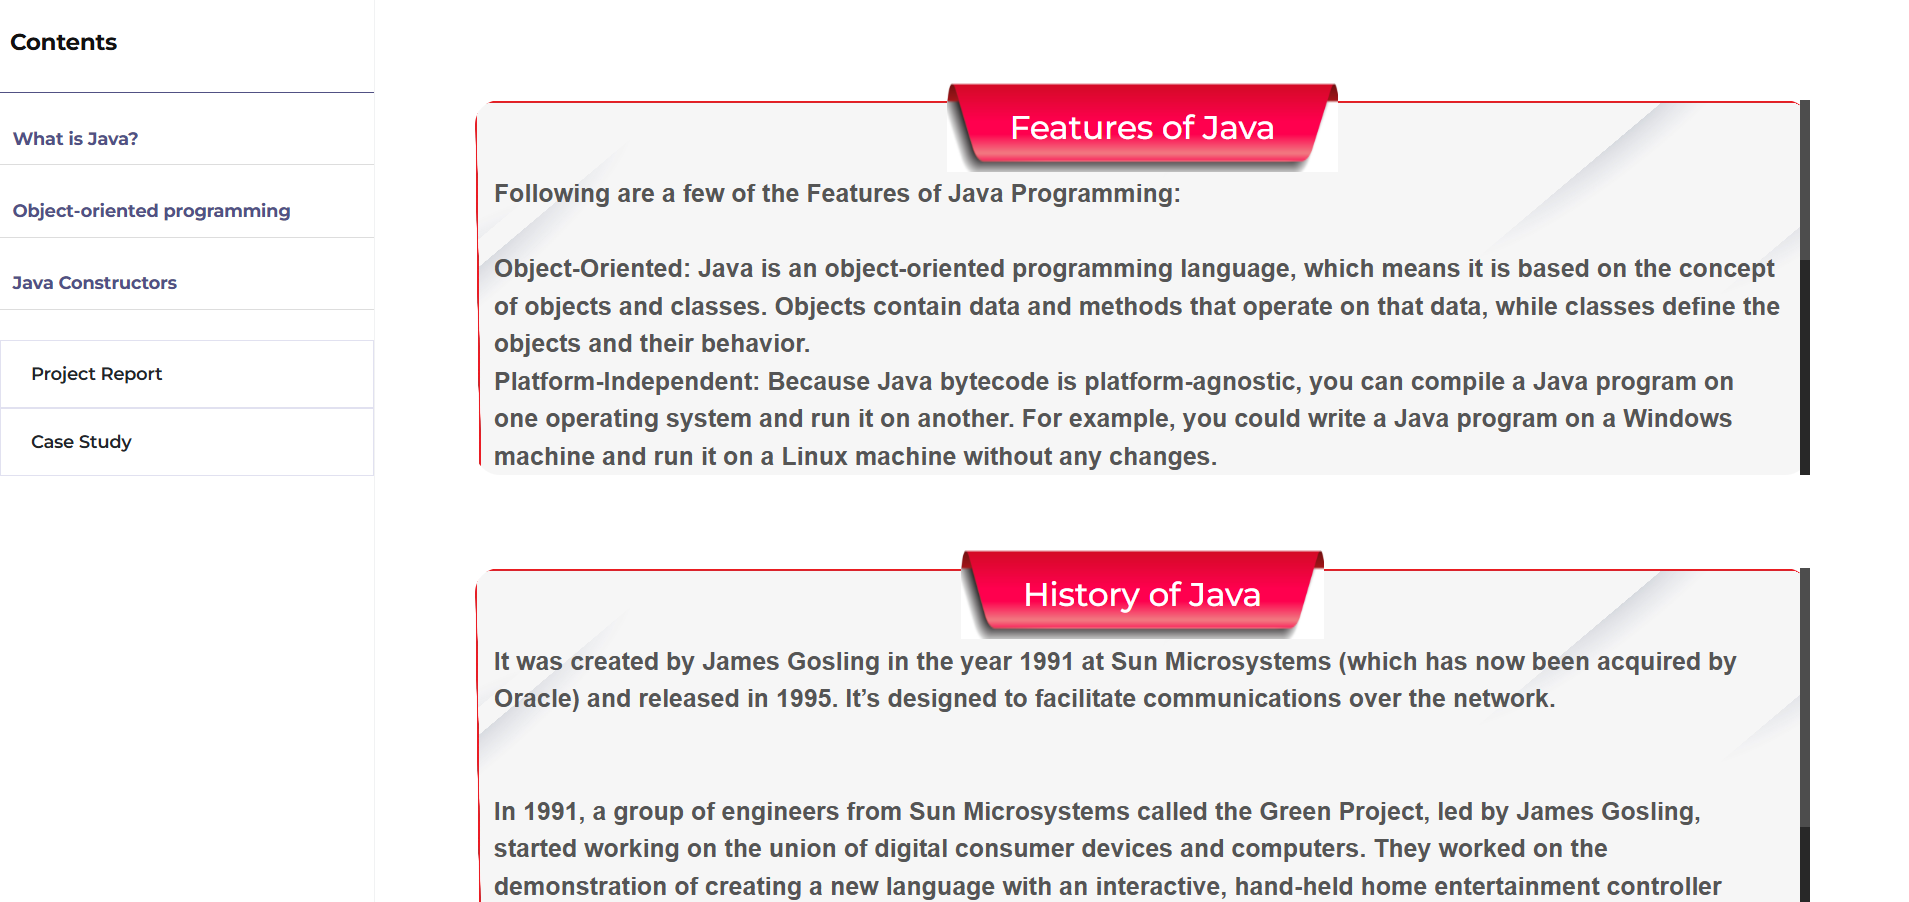 Contents
What is Java?
Object-oriented programming
Java Constructors
Project Report
Case Study
Features of Java
Following are a few of the Features of Java Programming:
Object-Oriented: Java is an object-oriented programming language, which means it is based on the concept
of objects and classes. Objects contain data and methods that operate on that data, while classes define the
objects and their behavior.
Platform-Independent: Because Java bytecode is platform-agnostic, you can compile a Java program on
one operating system and run it on another. For example, you could write a Java program on a Windows
machine and run it on a Linux machine without any changes.
History of Java
It was created by James Gosling in the year 1991 at Sun Microsystems (which has now been acquired by
Oracle) and released in 1995. It’s designed to facilitate communications over the network.
In 1991, a group of engineers from Sun Microsystems called the Green Project, led by James Gosling,
started working on the union of digital consumer devices and computers. They worked on the
demonstration of creating a new language with an interactive, hand-held home entertainment controller